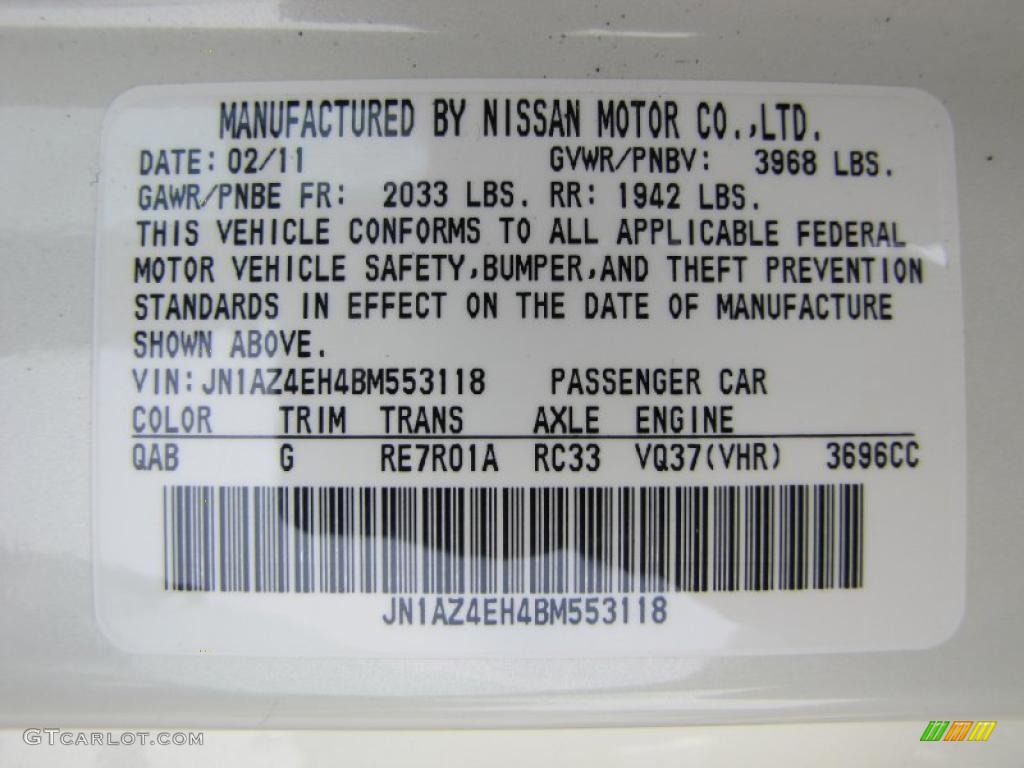 MANUFACTURED BY NISSAN MOTOR CO.,LTD.
DATE: 02/11 GVWR/PNBV: 3968 LBS.
GAWR/PNBE FR: 2033 LBS. RR: 1942 LBS.
THIS VEHICLE CONFORMS TO ALL APPLICABLE FEDERAL
MOTOR VEHICLE SAFETY,BUMPER,AND THEFT PREVENTION
STANDARDS IN EFFECT ON THE DATE OF MANUFACTURE
SHOWN ABOVE.
VIN:JN1AZ4EH4BM553118 PASSENGER CAR
COLOR TRIM TRANS AXLE ENGINE
QAB G RE7R01A RC33 VQ37(VHR) 3696CC
JN1AZ4EH4BM553118
GTCARLOT.COM